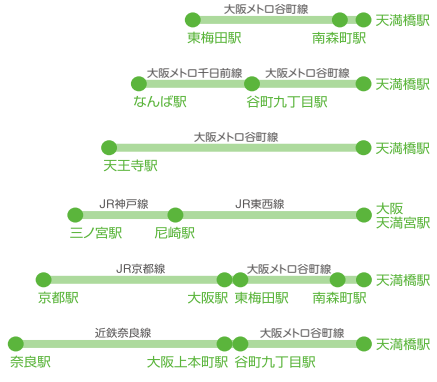 大阪メトロ谷町線
天満橋駅
東梅田駅 南森町駅
大阪メトロ千日前線 大阪メトロ谷町線
天満橋駅
なんば駅 谷町九丁目駅
大阪メトロ谷町線
天満橋駅
天王寺駅
JR神戸線 JR東西線
大阪
天満宮駅
三ノ宮駅 尼崎駅
JR京都線 大阪メトロ谷町線
天満橋駅
京都駅 大阪駅 東梅田駅 南森町駅
近鉄奈良線 大阪メトロ谷町線
天満橋駅
奈良駅 大阪上本町駅 谷町九丁目駅